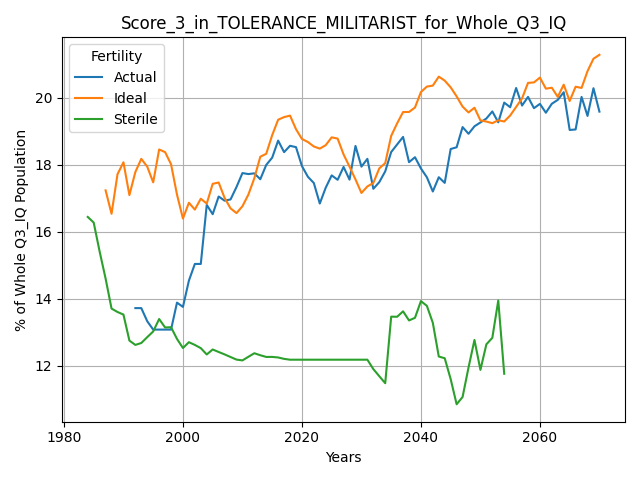 Score_3_in_TOLERANCE_MILITARIST_for_Whole_Q3_IQ
Fertility
Actual
Ideal
Sterile
% of Whole Q3_IQ Population
20
18
16
14
12
1980
2000
2020
2040
2060
Years